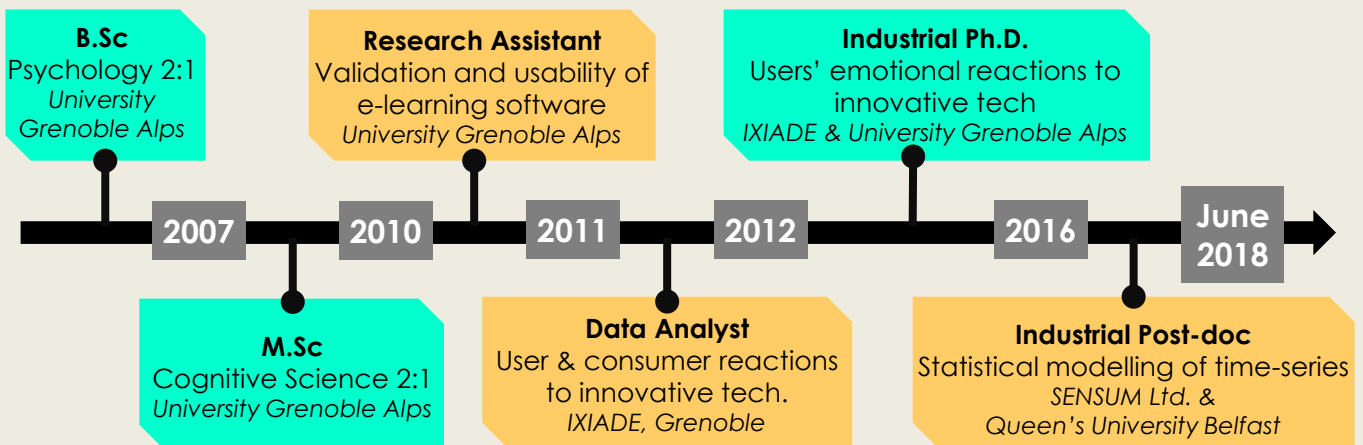 B.Sc
Psychology 2:1
University
Grenoble Alps
Research Assistant
Validation and usability of
e-learning software
University Grenoble Alps
Industrial Ph.D.
Users’ emotional reactions to
innovative tech
IXIADE & University Grenoble Alps
2007
2010
2011
2012
2016
June
2018
M.Sc
Cognitive Science 2:1
University Grenoble Alps
Data Analyst
User & consumer reactions
to innovative tech.
IXIADE, Grenoble
Industrial Post-doc
Statistical modelling of time-series
SENSUM Ltd. &
Queen’s University Belfast